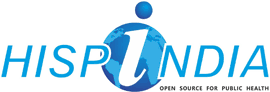 HISPiNDIA
OPEN SOURCE FOR PUBLIC HEALTH